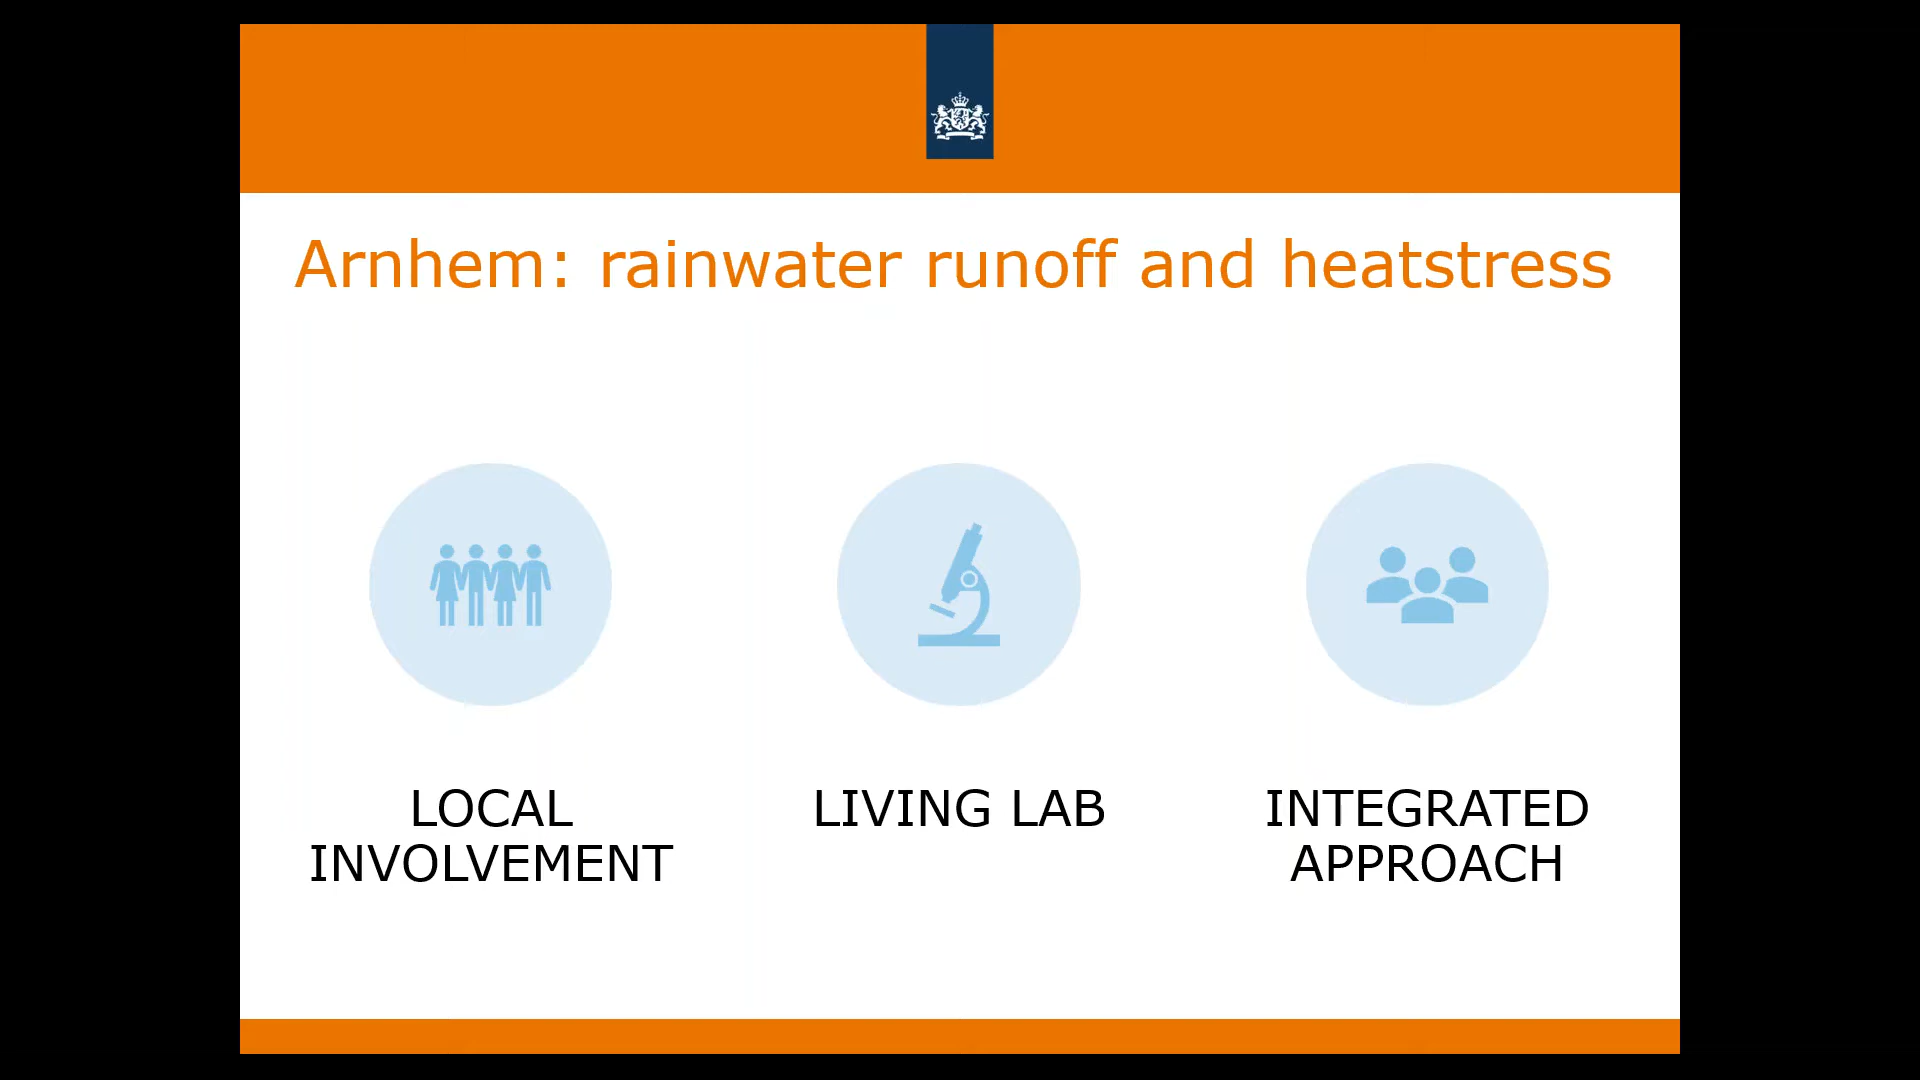 Arnhem: rainwater runoff and heatstress
LOCAL
INVOLVEMENT
LIVING LAB
INTEGRATED
APPROACH